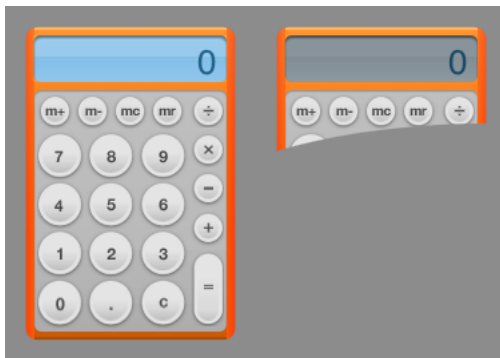 0
m+ m- mc mr ÷
7 8 9 ×
−
4 5 6
+
1 2 3
=
0 . c
0
m+ m- mc mr ÷